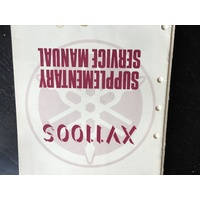 XV1100S
SUPPLEMENTARY
SERVICE MANUAL